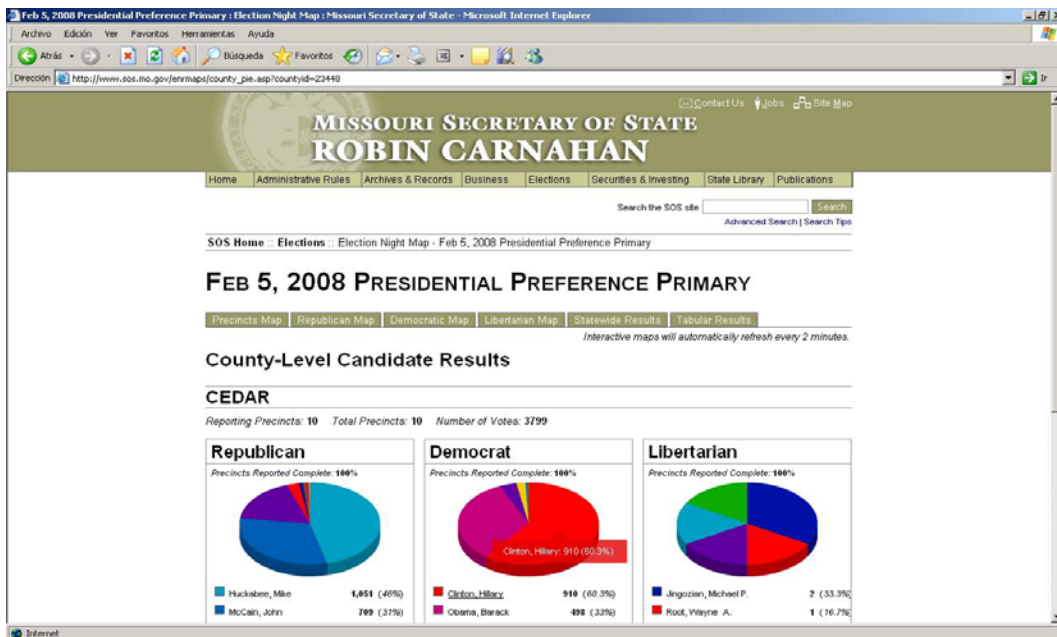 Feb 5, 2008 Presidential Preference Primary : Election Night Map : Missouri Secretary of State - Microsoft Internet Explorer
Archivo Edición Ver Favoritos Herramientas Ayuda
Atrás Búsqueda Favoritos
Dirección http://www.sos.mo.gov/enrmaps/county_pie.asp?countyid=23448 Ir
Contact Us Jobs Site Map
MISSOURI SECRETARY OF STATE
ROBIN CARNAHAN
Home Administrative Rules Archives & Records Business Elections Securities & Investing State Library Publications
Search the SOS site Search
Advanced Search | Search Tips
SOS Home :: Elections :: Election Night Map - Feb 5, 2008 Presidential Preference Primary
FEB 5, 2008 PRESIDENTIAL PREFERENCE PRIMARY
Precincts Map Republican Map Democratic Map Libertarian Map Statewide Results Tabular Results
Interactive maps will automatically refresh every 2 minutes.
County-Level Candidate Results
CEDAR
Reporting Precincts: 10 Total Precincts: 10 Number of Votes: 3799
Republican Democrat Libertarian
Precincts Reported Complete: 100% Precincts Reported Complete: 100% Precincts Reported Complete: 100%
Clinton, Hillary: 910 (60.3%)
Huckabee, Mike 1,051 (46%) Clinton, Hillary 910 (60.3%) Jingozian, Michael P. 2 (33.3%)
McCain, John 709 (31%) Obama, Barack 498 (33%) Root, Wayne A. 1 (16.7%)
Internet